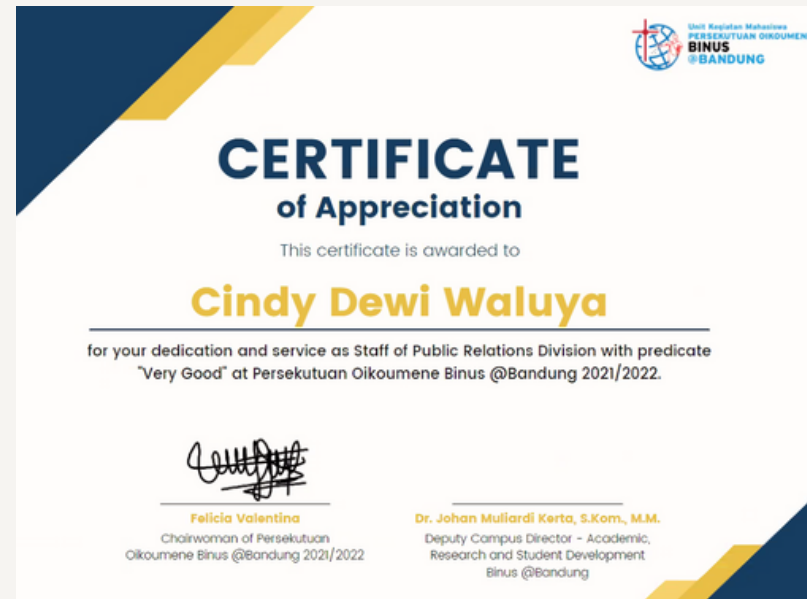 Unit Kegiatan Mahasiswa
PERSEKUTUAN OIKOUMENE
BINUS
@BANDUNG
CERTIFICATE
of Appreciation
This certificate is awarded to
Cindy Dewi Waluya
for your dedication and service as Staff of Public Relations Division with predicate
"Very Good" at Persekutuan Oikoumene Binus @Bandung 2021/2022.
Felicia Valentina
Chairwoman of Persekutuan
Oikoumene Binus @Bandung 2021/2022
Dr. Johan Muliardi Kerta, S.Kom., M.M.
Deputy Campus Director - Academic,
Research and Student Development
Binus @Bandung